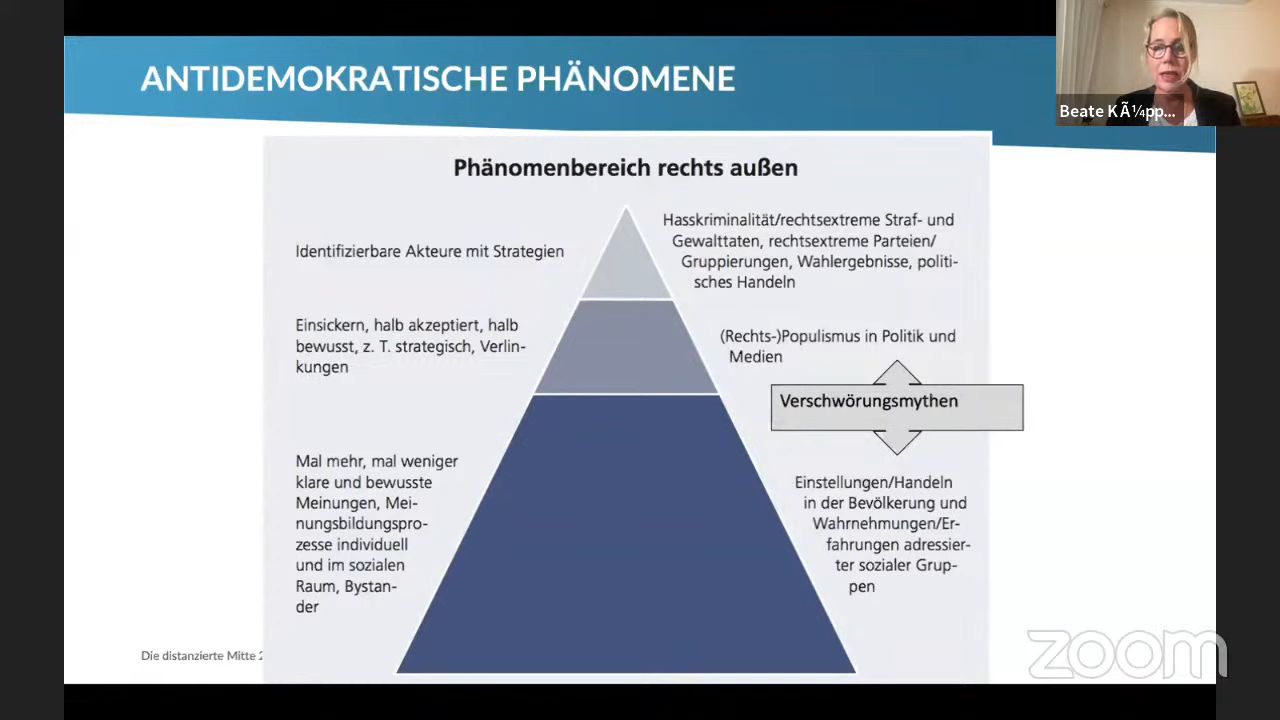 ANTIDEMOKRATISCHE PHÄNOMENE
Beate KÃ¼pp...
Phänomenbereich rechts außen
Identifizierbare Akteure mit Strategien
Hasskriminalität/rechtsextreme Straf- und
Gewalttaten, rechtsextreme Parteien/
Gruppierungen, Wahlergebnisse, politi-
sches Handeln
Einsickern, halb akzeptiert, halb
bewusst, z. T. strategisch, Verlin-
kungen
(Rechts-)Populismus in Politik und
Medien
Verschwörungsmythen
Mal mehr, mal weniger
klare und bewusste
Meinungen, Mei-
nungsbildungspro-
zesse individuell
und im sozialen
Raum, Bystan-
der
Einstellungen/Handeln
in der Bevölkerung und
Wahrnehmungen/Er-
fahrungen adressier-
ter sozialer Grup-
pen
Die distanzierte Mitte
zoom